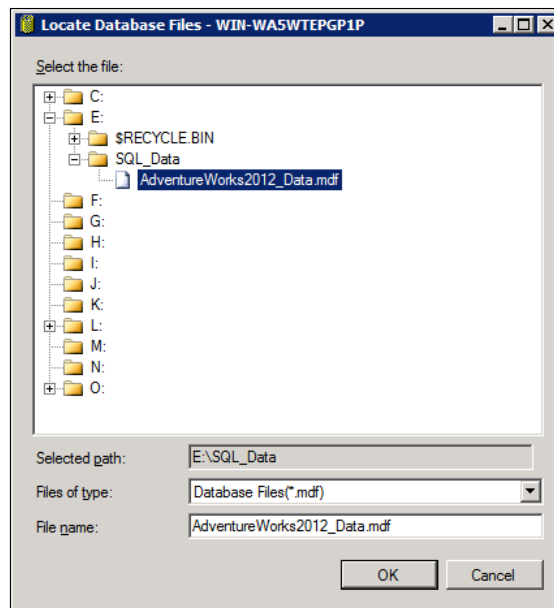 Locate Database Files - WIN-WA5WTEPGP1P
Select the file:
C:
E:
$RECYCLE.BIN
SQL_Data
AdventureWorks2012_Data.mdf
F:
G:
H:
I:
J:
K:
L:
M:
N:
O:
Selected path: E:\SQL_Data
Files of type: Database Files(*.mdf)
File name: AdventureWorks2012_Data.mdf
OK Cancel